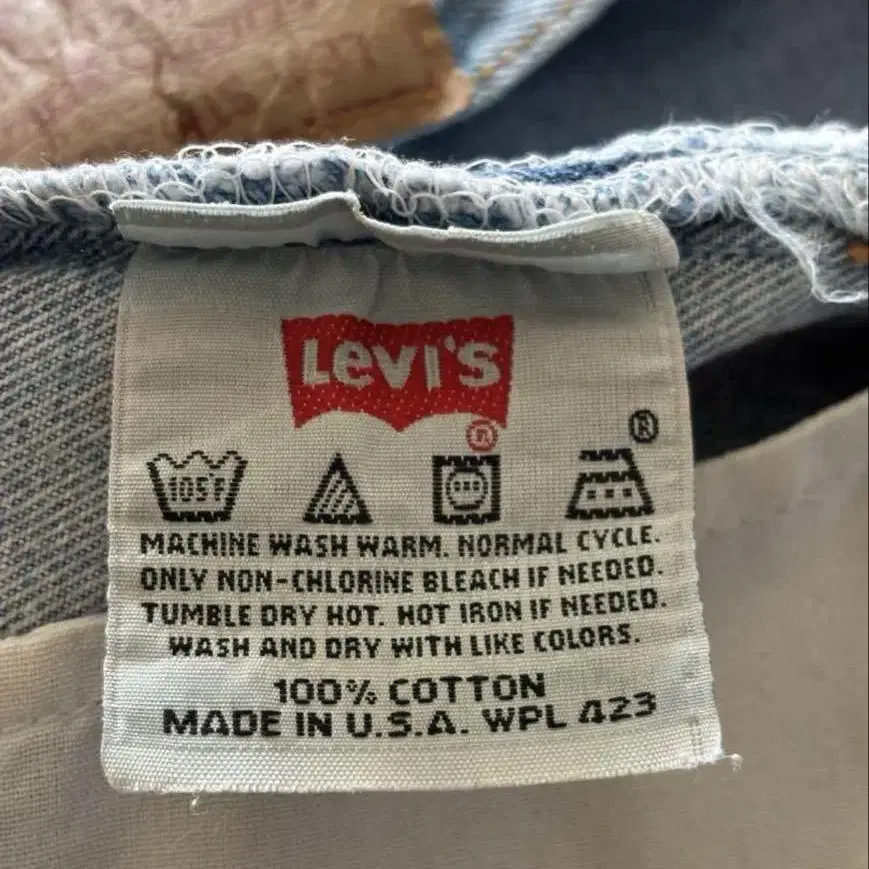 Levi's
®
®
105°F
MACHINE WASH WARM. NORMAL CYCLE.
ONLY NON-CHLORINE BLEACH IF NEEDED.
TUMBLE DRY HOT. HOT IRON IF NEEDED.
WASH AND DRY WITH LIKE COLORS.
100% COTTON
MADE IN U.S.A. WPL 423